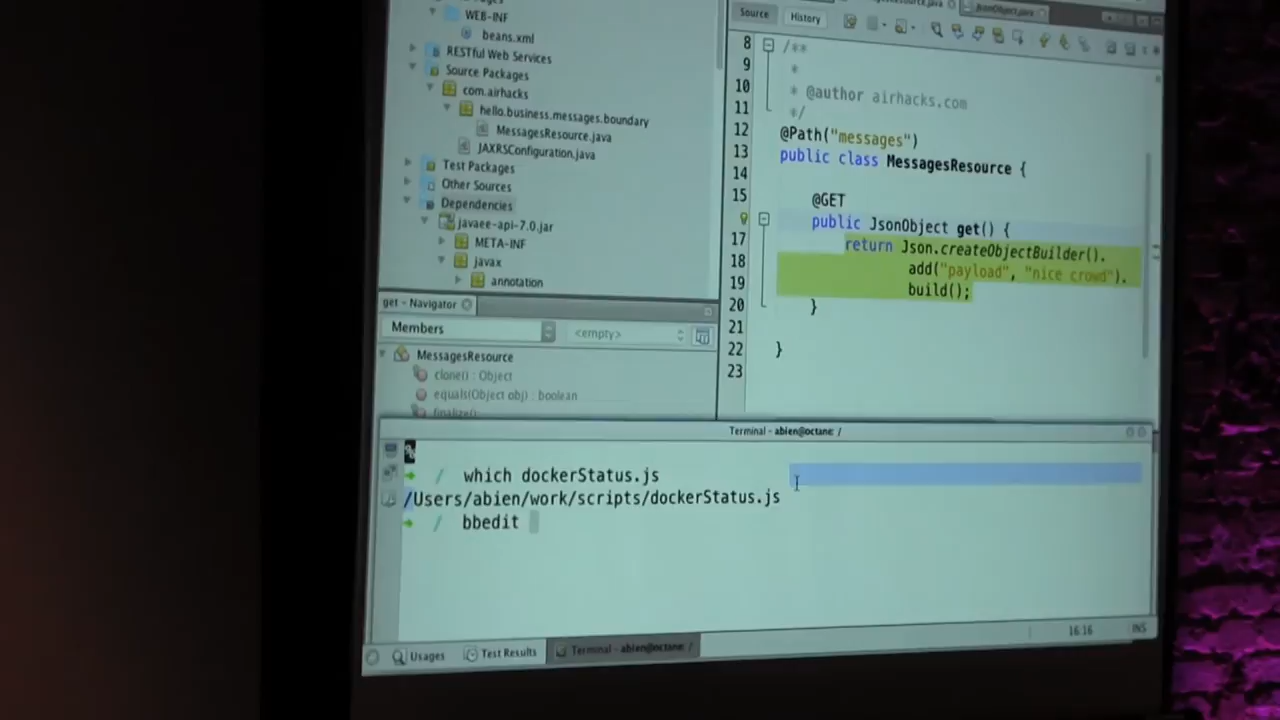 WEB-INF
beans.xml
RESTful Web Services
Source Packages
com.airhacks
hello.business.messages.boundary
MessagesResource.java
JAXRSConfiguration.java
Test Packages
Other Sources
Dependencies
javaee-api-7.0.jar
META-INF
javax
annotation
get - Navigator
Members
<empty>
MessagesResource
clone() : Object
equals(Object obj) : boolean
finalize()
JsonObject.java
Source
History
8 /**
9 *
10 * @author airhacks.com
11 */
12 @Path("messages")
13 public class MessagesResource {
14
15 @GET
public JsonObject get() {
17 return Json.createObjectBuilder().
18 add("payload", "nice crowd").
19 build();
20 }
21
22 }
23
Terminal - abien@octane: /
%
/ which dockerStatus.js
/Users/abien/work/scripts/dockerStatus.js
/ bbedit
16:16
INS
Usages
Test Results
Terminal - abien@octane: /